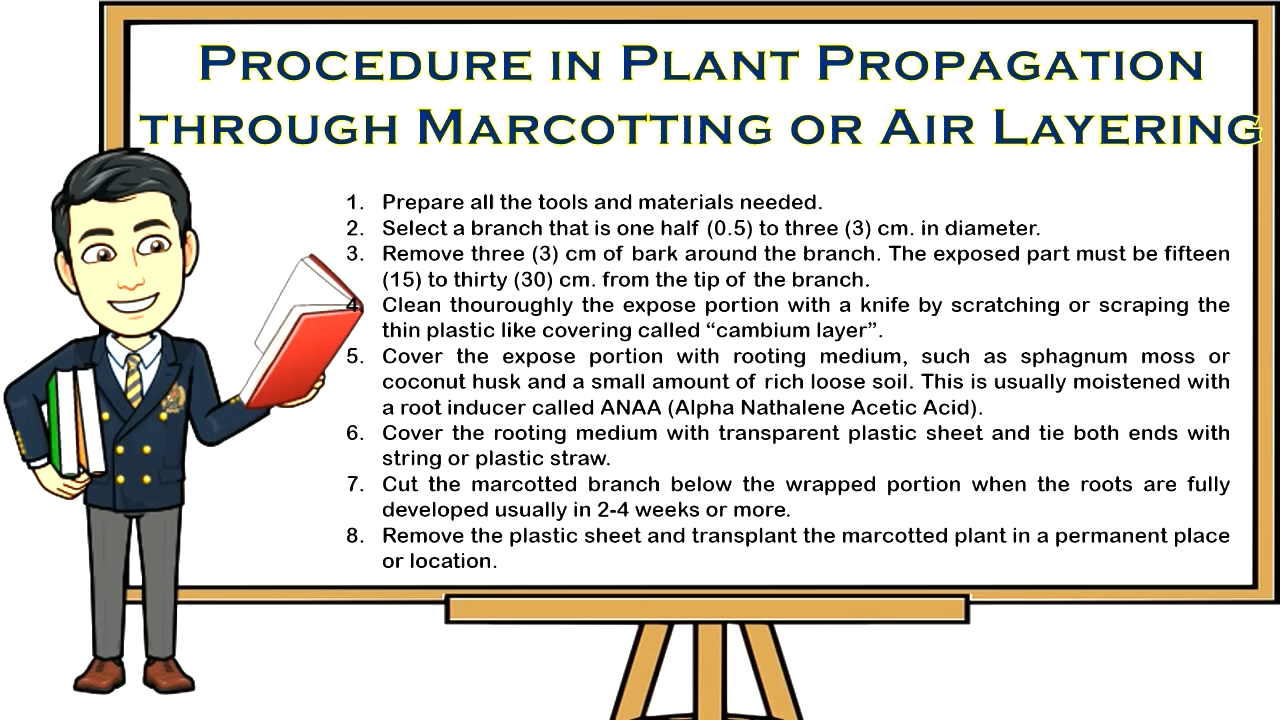 PROCEDURE IN PLANT PROPAGATION
THROUGH MARCOTTING OR AIR LAYERING
1. Prepare all the tools and materials needed.
2. Select a branch that is one half (0.5) to three (3) cm. in diameter.
3. Remove three (3) cm of bark around the branch. The exposed part must be fifteen
(15) to thirty (30) cm. from the tip of the branch.
4. Clean thouroughly the expose portion with a knife by scratching or scraping the
thin plastic like covering called “cambium layer”.
5. Cover the expose portion with rooting medium, such as sphagnum moss or
coconut husk and a small amount of rich loose soil. This is usually moistened with
a root inducer called ANAA (Alpha Nathalene Acetic Acid).
6. Cover the rooting medium with transparent plastic sheet and tie both ends with
string or plastic straw.
7. Cut the marcotted branch below the wrapped portion when the roots are fully
developed usually in 2-4 weeks or more.
8. Remove the plastic sheet and transplant the marcotted plant in a permanent place
or location.